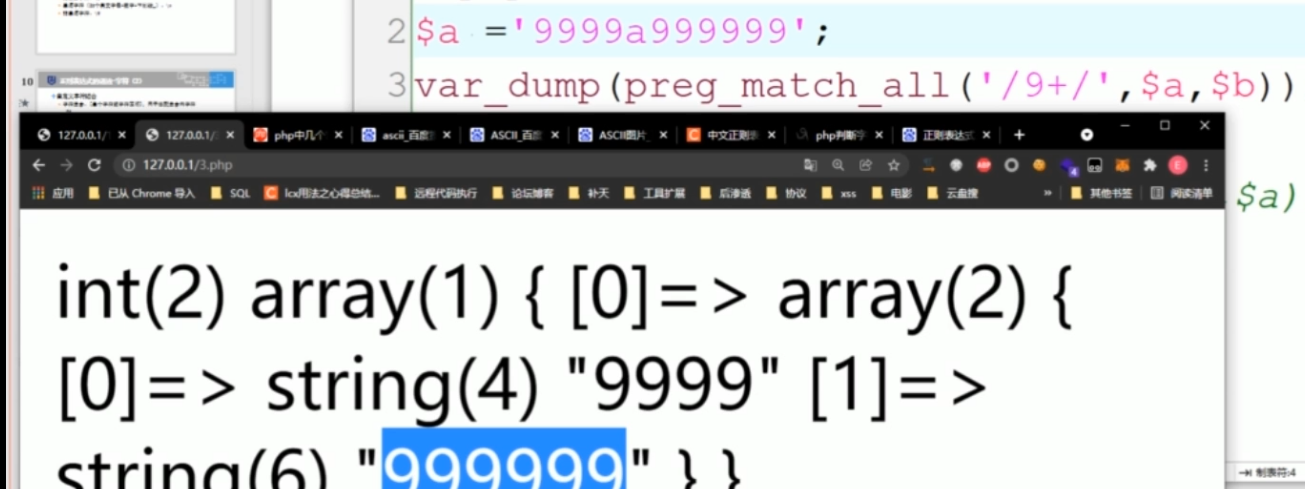 2 $a ='9999a999999';
10
3 var_dump(preg_match_all('/9+/',$a,$b))
127.0.0.1/ × 127.0.0.1/ × php中几个 × ascii_百度 × ASCII_百度 × ASCII图片_ × 中文正则表 × php判断字 × 正则表达式 × +
127.0.0.1/3.php
应用 已从 Chrome 导入 SQL lcx用法之心得总结... 远程代码执行 论坛博客 补天 工具扩展 后渗透 协议 xss 电影 云盘搜 » 其他书签 阅读清单
$a)
int(2) array(1) { [0]=> array(2) {
[0]=> string(4) "9999" [1]=>
string(6) "999999" } }
制表符:4